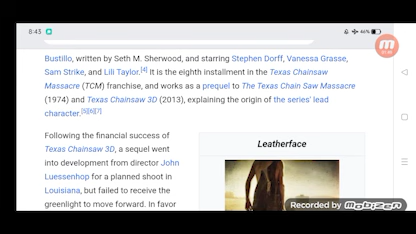 8:43
46%
Bustillo, written by Seth M. Sherwood, and starring Stephen Dorff, Vanessa Grasse,
Sam Strike, and Lili Taylor.[4] It is the eighth installment in the Texas Chainsaw
Massacre (TCM) franchise, and works as a prequel to The Texas Chain Saw Massacre
(1974) and Texas Chainsaw 3D (2013), explaining the origin of the series' lead
character.[5][6][7]
Following the financial success of
Texas Chainsaw 3D, a sequel went
into development from director John
Luessenhop for a planned shoot in
Louisiana, but failed to receive the
greenlight to move forward. In favor
Leatherface
Recorded by Mobizen